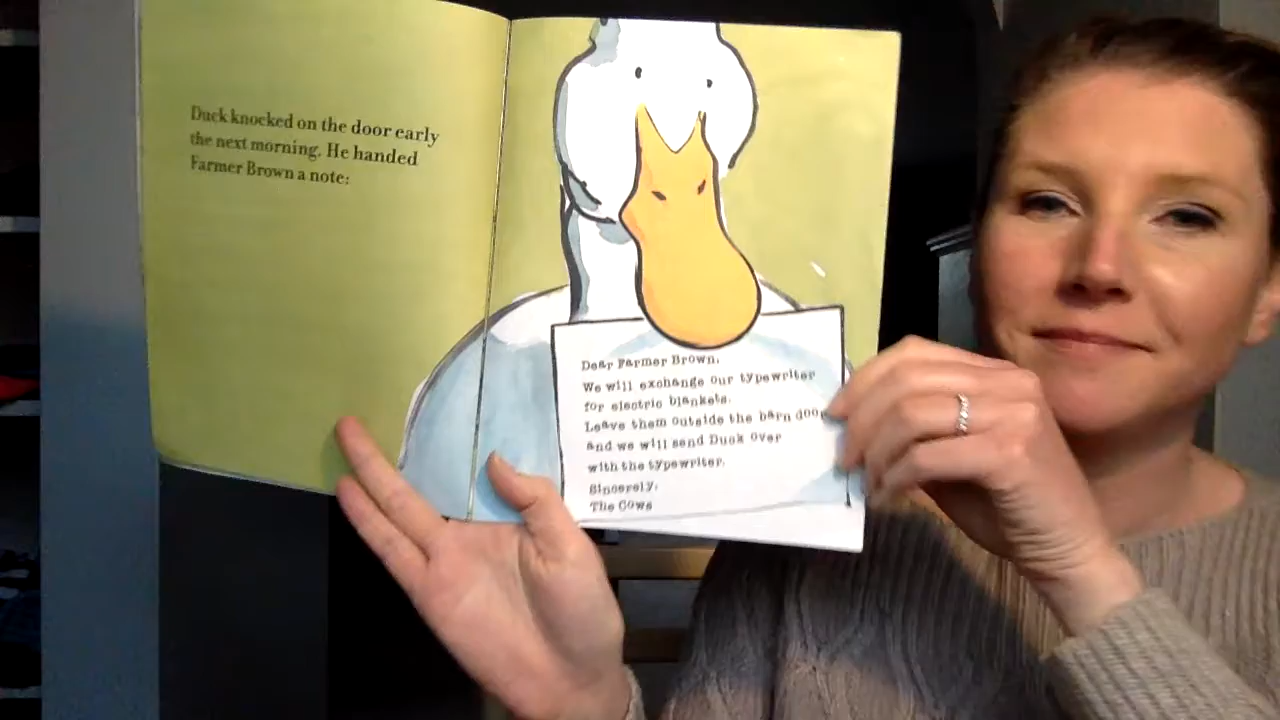 Duck knocked on the door early
the next morning. He handed
Farmer Brown a note:
Dear Farmer Brown,
We will exchange our typewriter
for electric blankets.
Leave them outside the barn door
and we will send Duck over
with the typewriter.
Sincerely,
The Cows